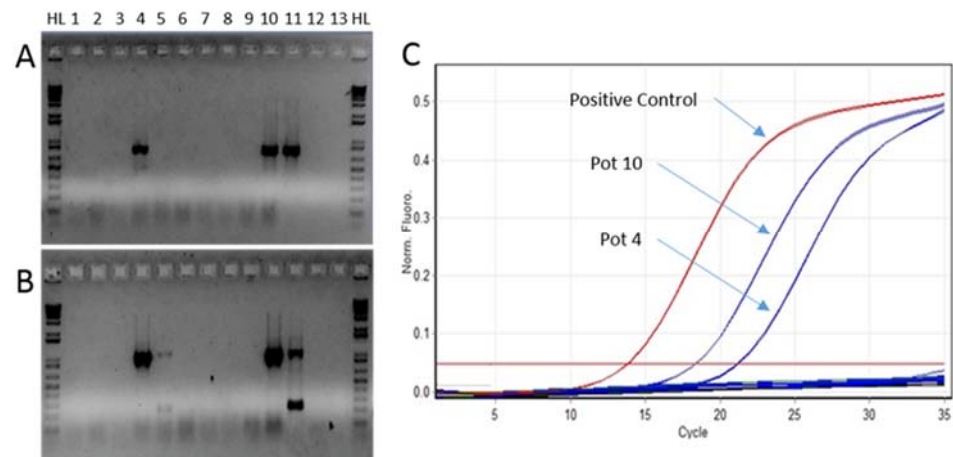 HL 1 2 3 4 5 6 7 8 9 10 11 12 13 HL
A
B
C
Norm. Fluoro.
0.5
0.4
0.3
0.2
0.1
0.0
Positive Control
Pot 10
Pot 4
5 10 15 20 25 30 35
Cycle